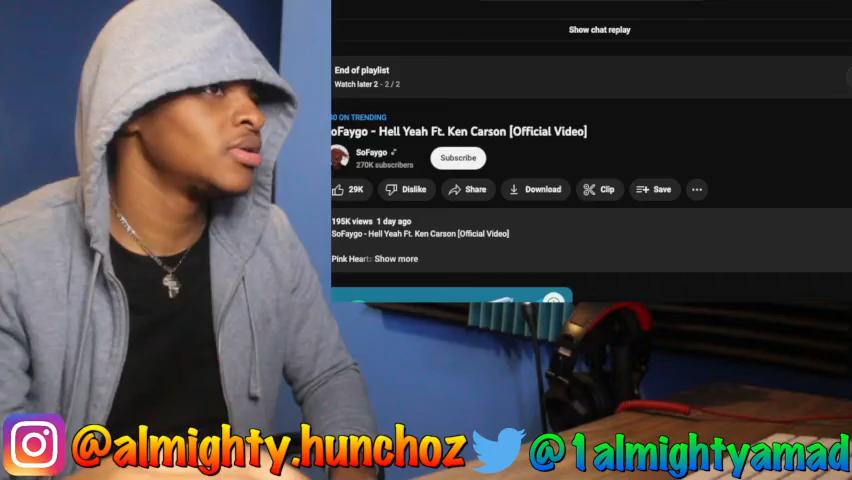 Show chat replay
End of playlist
Watch later 2 - 2 / 2
0 ON TRENDING
oFaygo - Hell Yeah Ft. Ken Carson [Official Video]
SoFaygo
270K subscribers
Subscribe
29K
Dislike
Share
Download
Clip
Save
195K views 1 day ago
SoFaygo - Hell Yeah Ft. Ken Carson [Official Video]
Pink Heart: Show more
@almighty.hunchoz
@1almightyamad